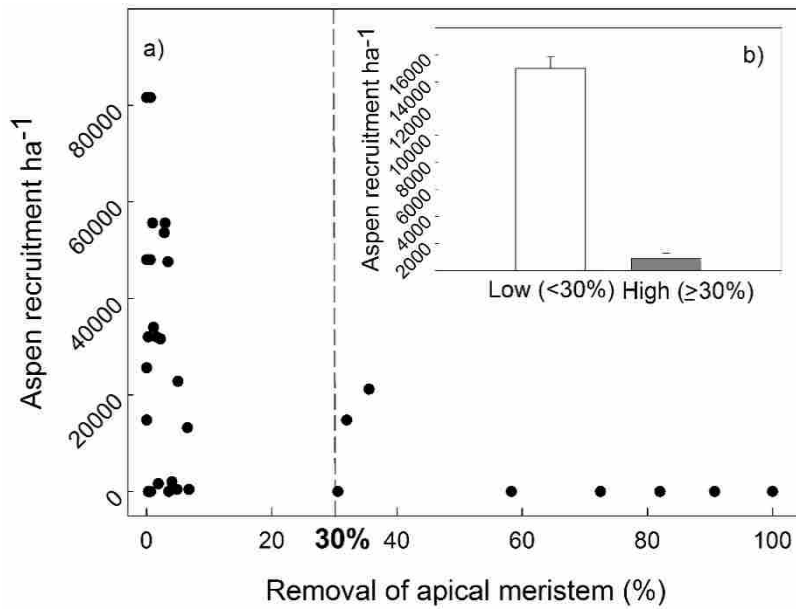 a)
Aspen recruitment ha⁻¹
80000
60000
40000
20000
0
0 20 30% 40 60 80 100
Removal of apical meristem (%)
b)
Aspen recruitment ha⁻¹
16000
14000
12000
10000
8000
6000
4000
2000
Low (<30%) High (≥30%)